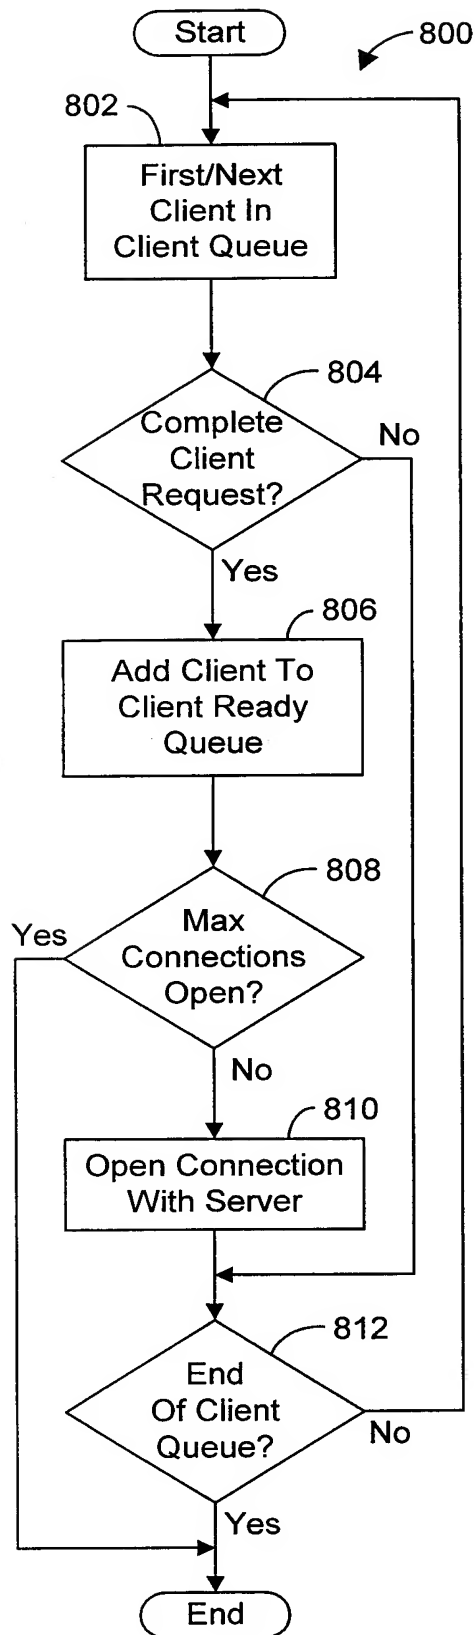 Start
800
802
First/Next
Client In
Client Queue
804
Complete
Client
Request?
No
Yes
806
Add Client To
Client Ready
Queue
808
Yes
Max
Connections
Open?
No
810
Open Connection
With Server
812
End
Of Client
Queue?
No
Yes
End